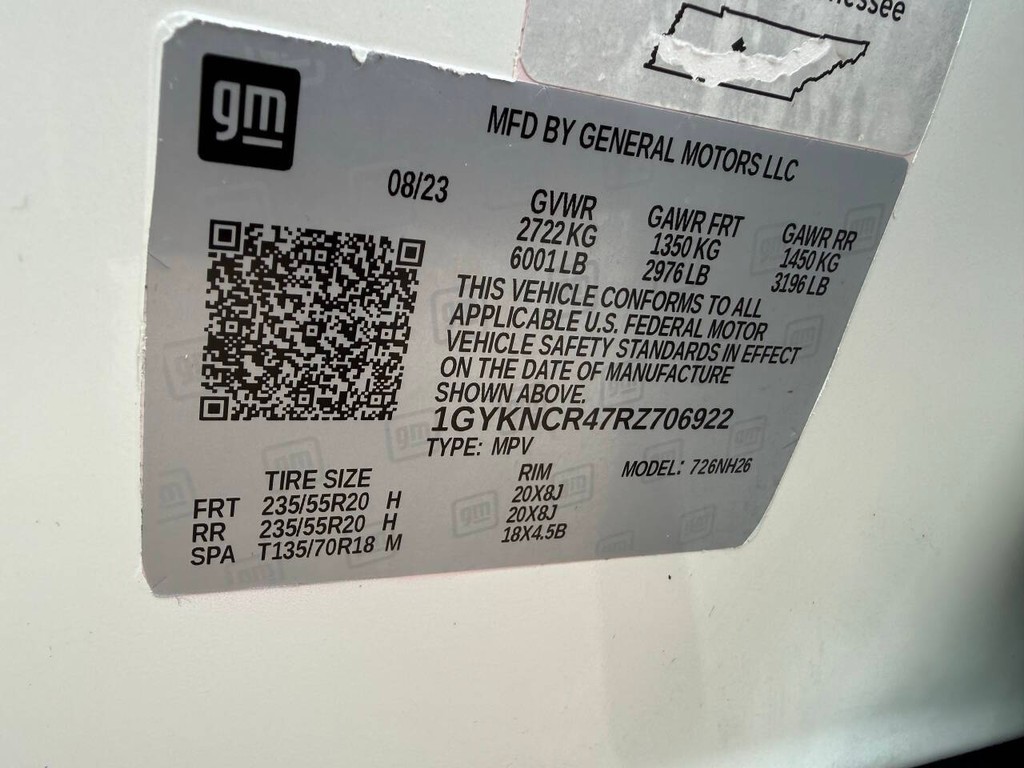 gm
MFD BY GENERAL MOTORS LLC
08/23
GVWR GAWR FRT GAWR RR
2722 KG 1350 KG 1450 KG
6001 LB 2976 LB 3196 LB
THIS VEHICLE CONFORMS TO ALL
APPLICABLE U.S. FEDERAL MOTOR
VEHICLE SAFETY STANDARDS IN EFFECT
ON THE DATE OF MANUFACTURE
SHOWN ABOVE.
1GYKNCR47RZ706922
TYPE: MPV MODEL: 726NH26
TIRE SIZE RIM
FRT 235/55R20 H 20X8J
RR 235/55R20 H 20X8J
SPA T135/70R18 M 18X4.5B